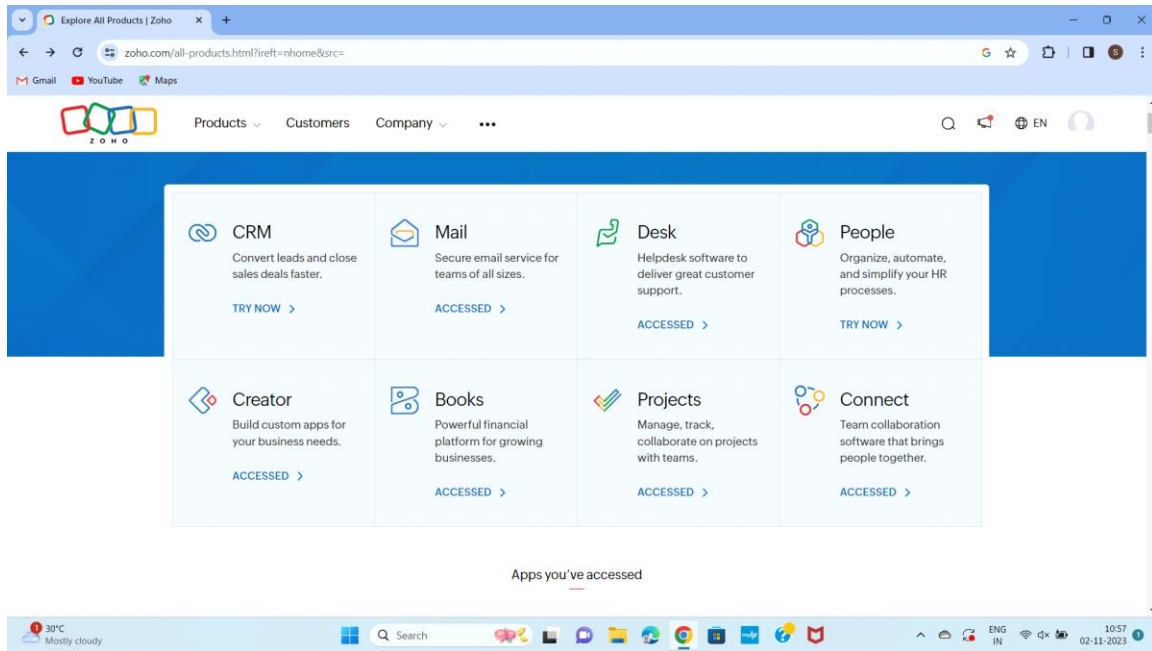 Explore All Products | Zoho
zoho.com/all-products.html?ireft=nhome&src=
G
S
Gmail YouTube Maps
ZOHO
Products Customers Company
EN
CRM
Convert leads and close
sales deals faster.
TRY NOW
Mail
Secure email service for
teams of all sizes.
ACCESSED
Desk
Helpdesk software to
deliver great customer
support.
ACCESSED
People
Organize, automate,
and simplify your HR
processes.
TRY NOW
Creator
Build custom apps for
your business needs.
ACCESSED
Books
Powerful financial
platform for growing
businesses.
ACCESSED
Projects
Manage, track,
collaborate on projects
with teams.
ACCESSED
Connect
Team collaboration
software that brings
people together.
ACCESSED
Apps you've accessed
1
30°C
Mostly cloudy
Search
ENG
IN
10:57
02-11-2023
1